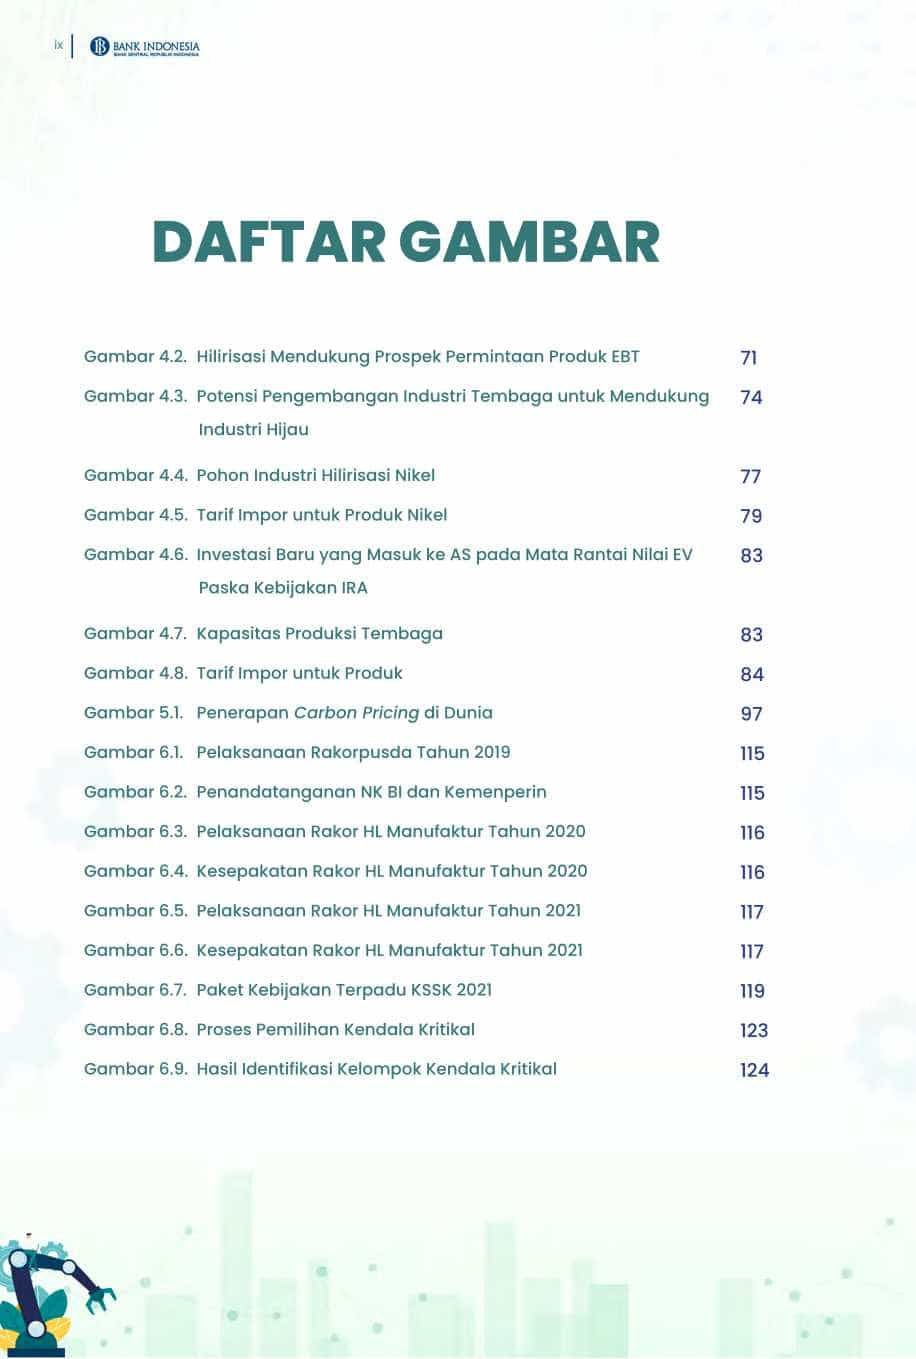 ix
BANK INDONESIA
BANK SENTRAL REPUBLIK INDONESIA
DAFTAR GAMBAR
Gambar 4.2. Hilirisasi Mendukung Prospek Permintaan Produk EBT 71
Gambar 4.3. Potensi Pengembangan Industri Tembaga untuk Mendukung 74
Industri Hijau
Gambar 4.4. Pohon Industri Hilirisasi Nikel 77
Gambar 4.5. Tarif Impor untuk Produk Nikel 79
Gambar 4.6. Investasi Baru yang Masuk ke AS pada Mata Rantai Nilai EV 83
Paska Kebijakan IRA
Gambar 4.7. Kapasitas Produksi Tembaga 83
Gambar 4.8. Tarif Impor untuk Produk 84
Gambar 5.1. Penerapan Carbon Pricing di Dunia 97
Gambar 6.1. Pelaksanaan Rakorpusda Tahun 2019 115
Gambar 6.2. Penandatanganan NK BI dan Kemenperin 115
Gambar 6.3. Pelaksanaan Rakor HL Manufaktur Tahun 2020 116
Gambar 6.4. Kesepakatan Rakor HL Manufaktur Tahun 2020 116
Gambar 6.5. Pelaksanaan Rakor HL Manufaktur Tahun 2021 117
Gambar 6.6. Kesepakatan Rakor HL Manufaktur Tahun 2021 117
Gambar 6.7. Paket Kebijakan Terpadu KSSK 2021 119
Gambar 6.8. Proses Pemilihan Kendala Kritikal 123
Gambar 6.9. Hasil Identifikasi Kelompok Kendala Kritikal 124